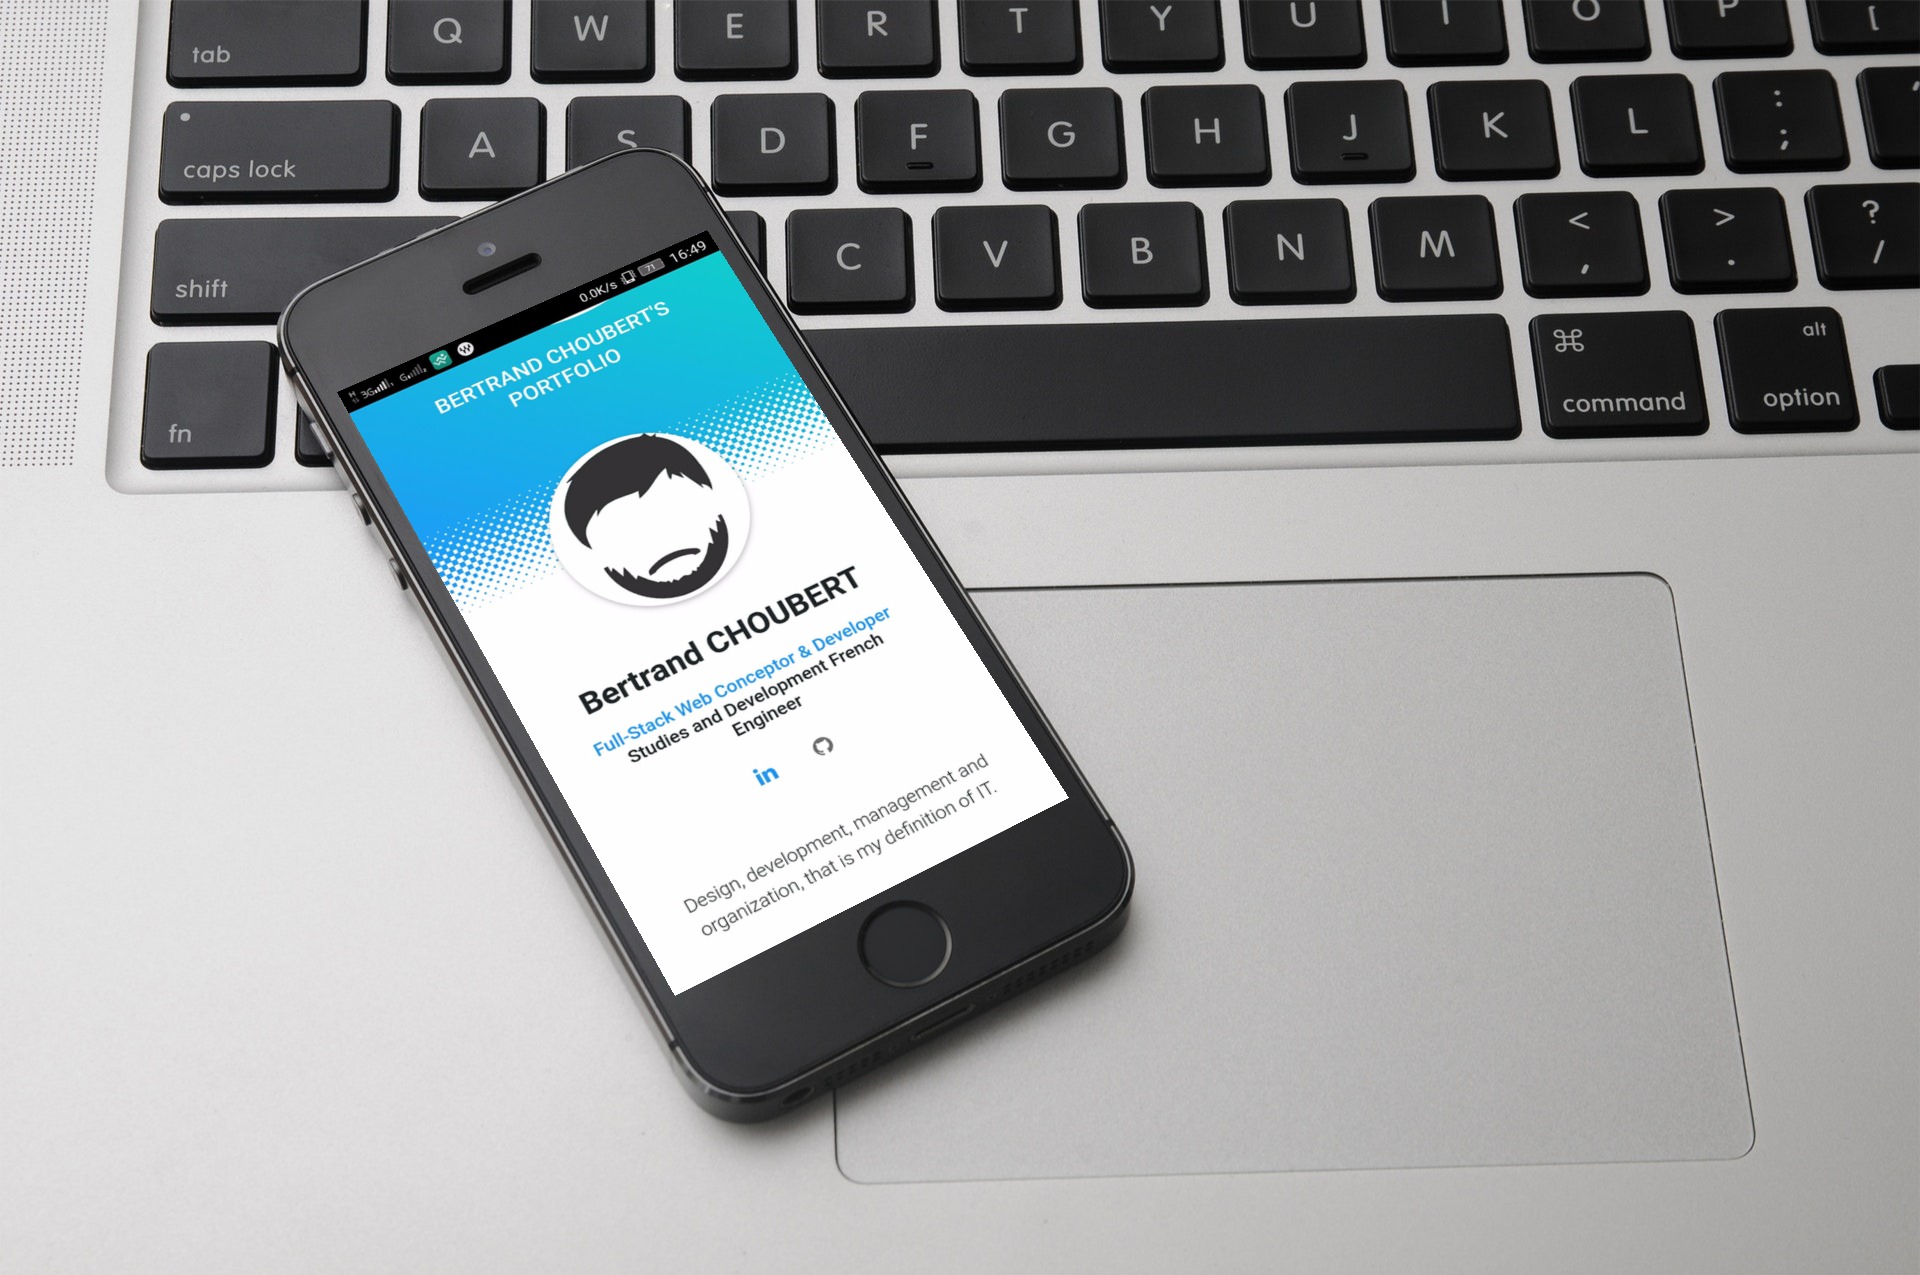 tab
Q W E R T Y U I O P [
caps lock
A S D F G H J K L : ;
shift
C V B N M < , > . ? /
fn
⌘ command
alt option
3G G 0.0K/s 71 16:49
BERTRAND CHOUBERT'S
PORTFOLIO
Bertrand CHOUBERT
Full-Stack Web Conceptor & Developer
Studies and Development French
Engineer
in
Design, development, management and
organization, that is my definition of IT.